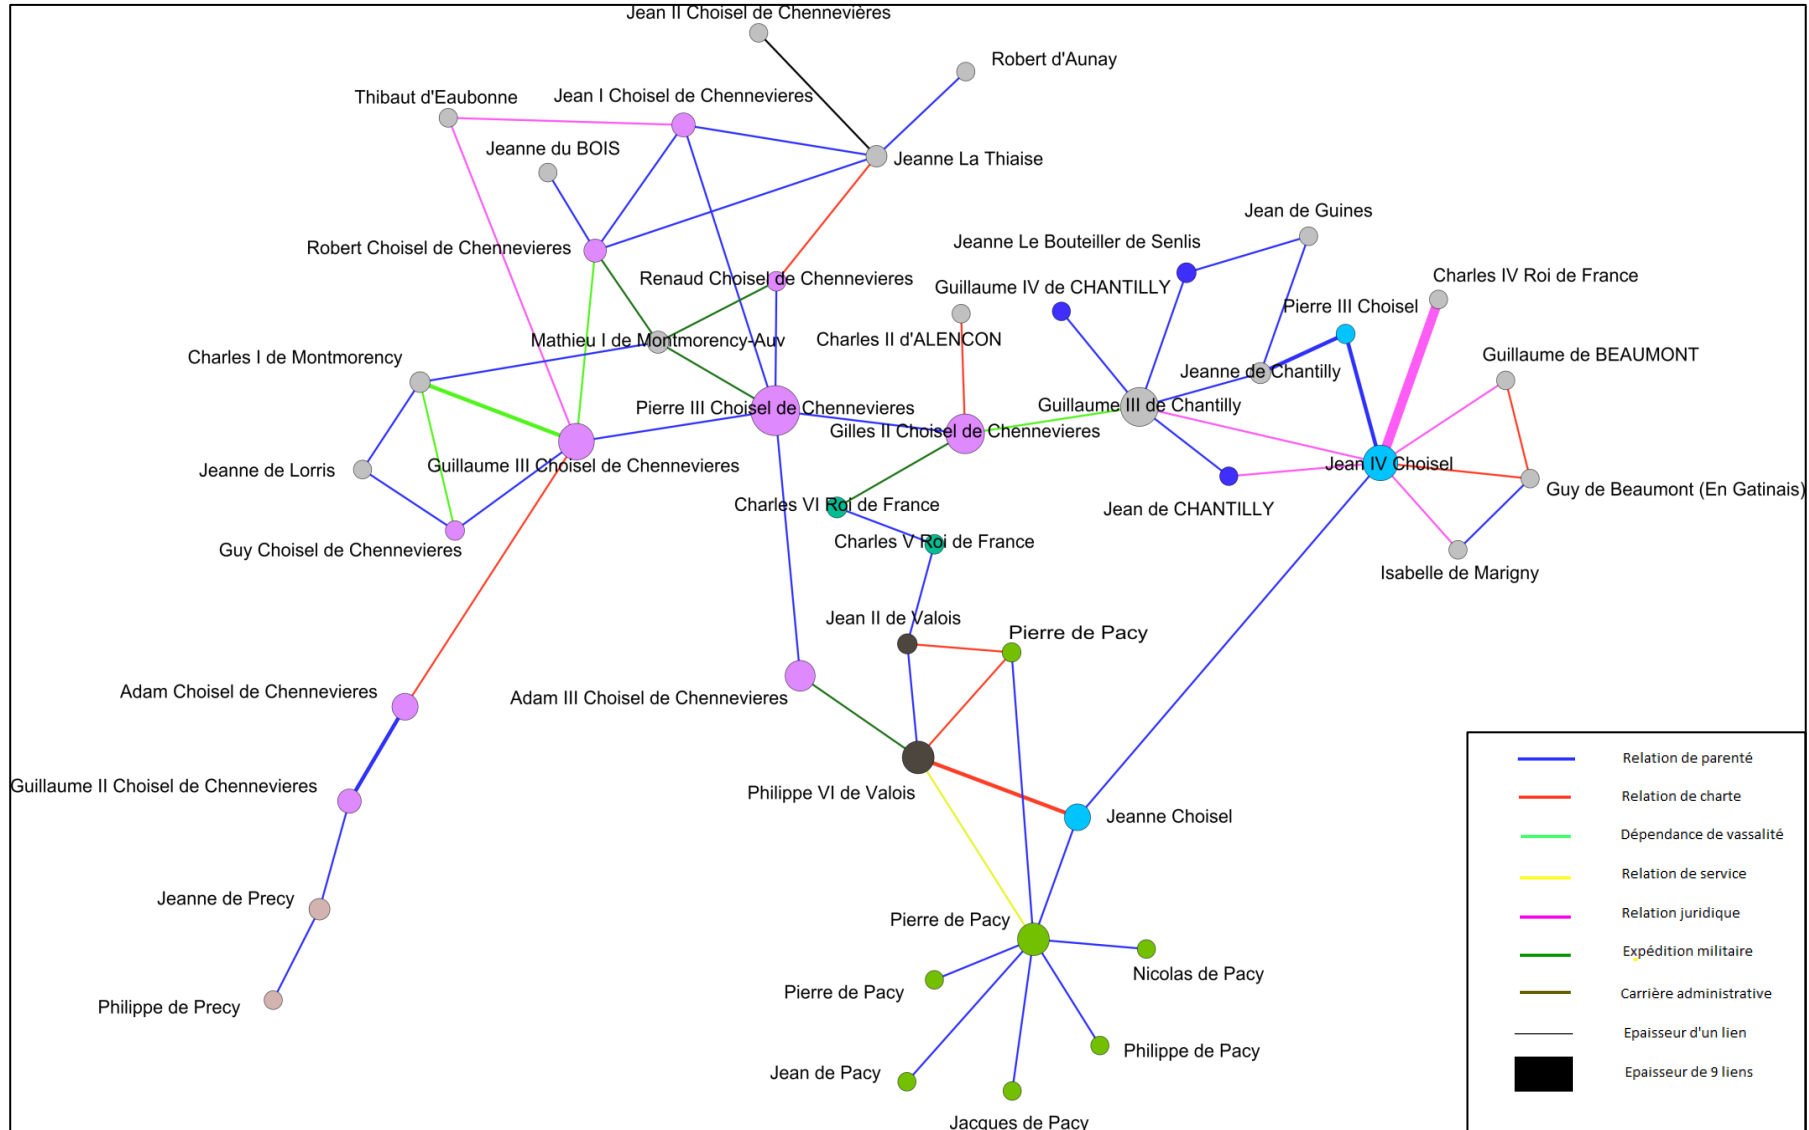 Jean II Choisel de Chennevières
Robert d'Aunay
Thibaut d'Eaubonne
Jean I Choisel de Chennevieres
Jeanne du BOIS
Jeanne La Thiaise
Jean de Guines
Robert Choisel de Chennevieres
Jeanne Le Bouteiller de Senlis
Renaud Choisel de Chennevieres
Guillaume IV de CHANTILLY
Charles IV Roi de France
Pierre III Choisel
Mathieu I de Montmorency-Auv
Charles II d'ALENCON
Charles I de Montmorency
Guillaume de BEAUMONT
Jeanne de Chantilly
Pierre III Choisel de Chennevieres
Guillaume III de Chantilly
Gilles II Choisel de Chennevieres
Jeanne de Lorris
Guillaume III Choisel de Chennevieres
Jean IV Choisel
Guy de Beaumont (En Gatinais)
Charles VI Roi de France
Jean de CHANTILLY
Guy Choisel de Chennevieres
Charles V Roi de France
Isabelle de Marigny
Jean II de Valois
Pierre de Pacy
Adam Choisel de Chennevieres
Adam III Choisel de Chennevieres
Guillaume II Choisel de Chennevieres
Philippe VI de Valois
Jeanne Choisel
Jeanne de Precy
Pierre de Pacy
Nicolas de Pacy
Pierre de Pacy
Philippe de Precy
Philippe de Pacy
Jean de Pacy
Jacques de Pacy
Relation de parenté
Relation de charte
Dépendance de vassalité
Relation de service
Relation juridique
Expédition militaire
Carrière administrative
Epaisseur d'un lien
Epaisseur de 9 liens